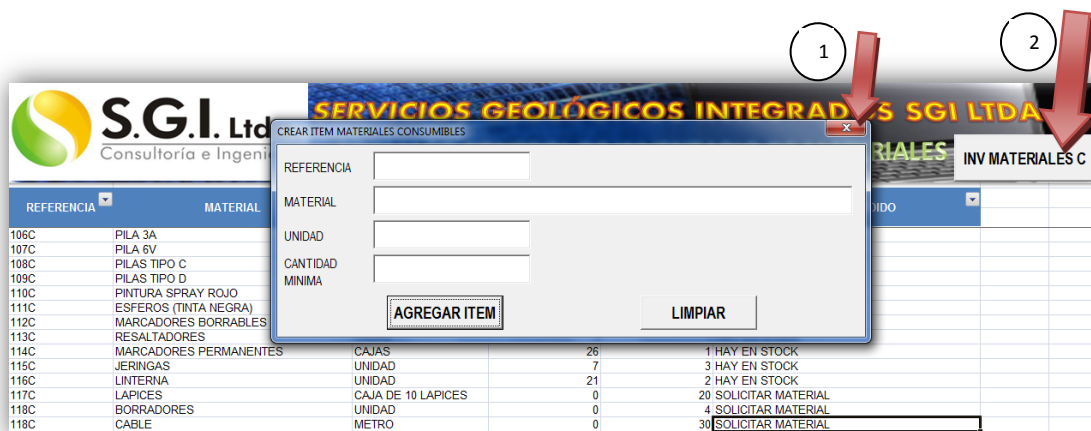 1
2
S.G.I. Ltd
Consultoría e Ingeni
SERVICIOS GEOLÓGICOS INTEGRADOS SGI LTDA
RIALES
INV MATERIALES C
CREAR ITEM MATERIALES CONSUMIBLES
x
REFERENCIA
MATERIAL
UNIDAD
CANTIDAD
MINIMA
AGREGAR ITEM
LIMPIAR
REFERENCIA MATERIAL DIDO
106C PILA 3A
107C PILA 6V
108C PILAS TIPO C
109C PILAS TIPO D
110C PINTURA SPRAY ROJO
111C ESFEROS (TINTA NEGRA)
112C MARCADORES BORRABLES
113C RESALTADORES
114C MARCADORES PERMANENTES CAJAS 26 1 HAY EN STOCK
115C JERINGAS UNIDAD 7 3 HAY EN STOCK
116C LINTERNA UNIDAD 21 2 HAY EN STOCK
117C LAPICES CAJA DE 10 LAPICES 0 20 SOLICITAR MATERIAL
118C BORRADORES UNIDAD 0 4 SOLICITAR MATERIAL
118C CABLE METRO 0 30 SOLICITAR MATERIAL